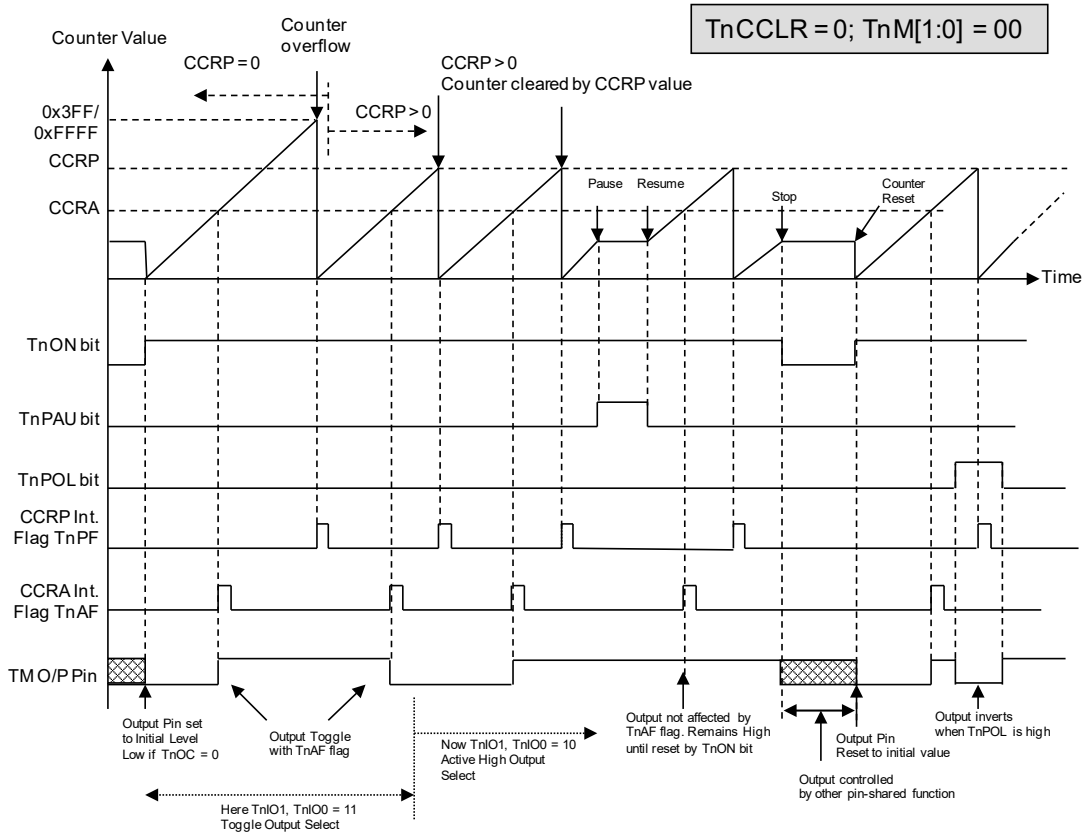 TnCCLR = 0; TnM[1:0] = 00
Counter Value
Counter
overflow
CCRP = 0
CCRP > 0
CCRP > 0
Counter cleared by CCRP value
0x3FF/
0xFFFF
CCRP
CCRA
Pause
Resume
Stop
Counter
Reset
Time
TnON bit
TnPAU bit
TnPOL bit
CCRP Int.
Flag TnPF
CCRA Int.
Flag TnAF
TM O/P Pin
Output Pin set
to Initial Level
Low if TnOC = 0
Output Toggle
with TnAF flag
Now TnIO1, TnIO0 = 10
Active High Output
Select
Output not affected by
TnAF flag. Remains High
until reset by TnON bit
Output Pin
Reset to initial value
Output inverts
when TnPOL is high
Output controlled
by other pin-shared function
Here TnIO1, TnIO0 = 11
Toggle Output Select